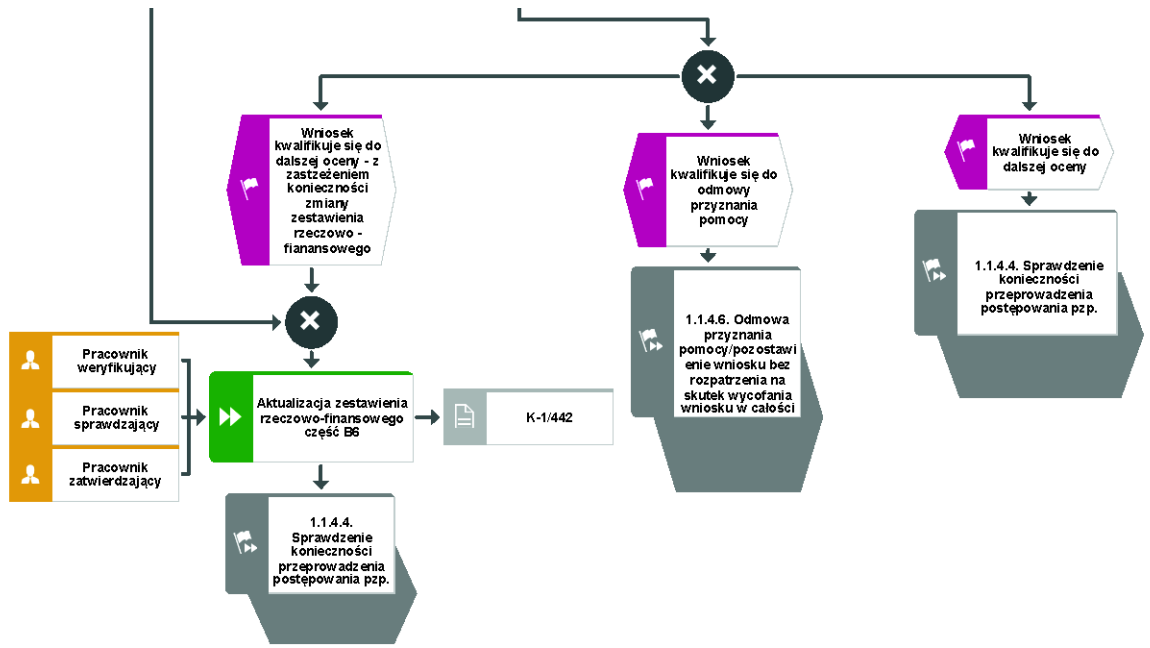 Wniosek
kwalifikuje się do
dalszej oceny - z
zastzeżeniem
konieczności
zmiany
zestawienia
rzeczowo -
fianansowego
Wniosek
kwalifikuje się do
odmowy
przyznania
pomocy
Wniosek
kwalifikuje się do
dalszej oceny
1.1.4.4. Sprawdzenie
konieczności
przeprowadzenia
postępowania pzp.
1.1.4.6. Odmowa
przyznania
pomocy/pozostawi
enie wniosku bez
rozpatrzenia na
skutek wycofania
wniosku w całości
Pracownik
weryfikujący
Pracownik
sprawdzający
Pracownik
zatwierdzający
Aktualizacja zestawienia
rzeczowo-finansowego
część B6
K-1/442
1.1.4.4.
Sprawdzenie
konieczności
przeprowadzenia
postępowania pzp.